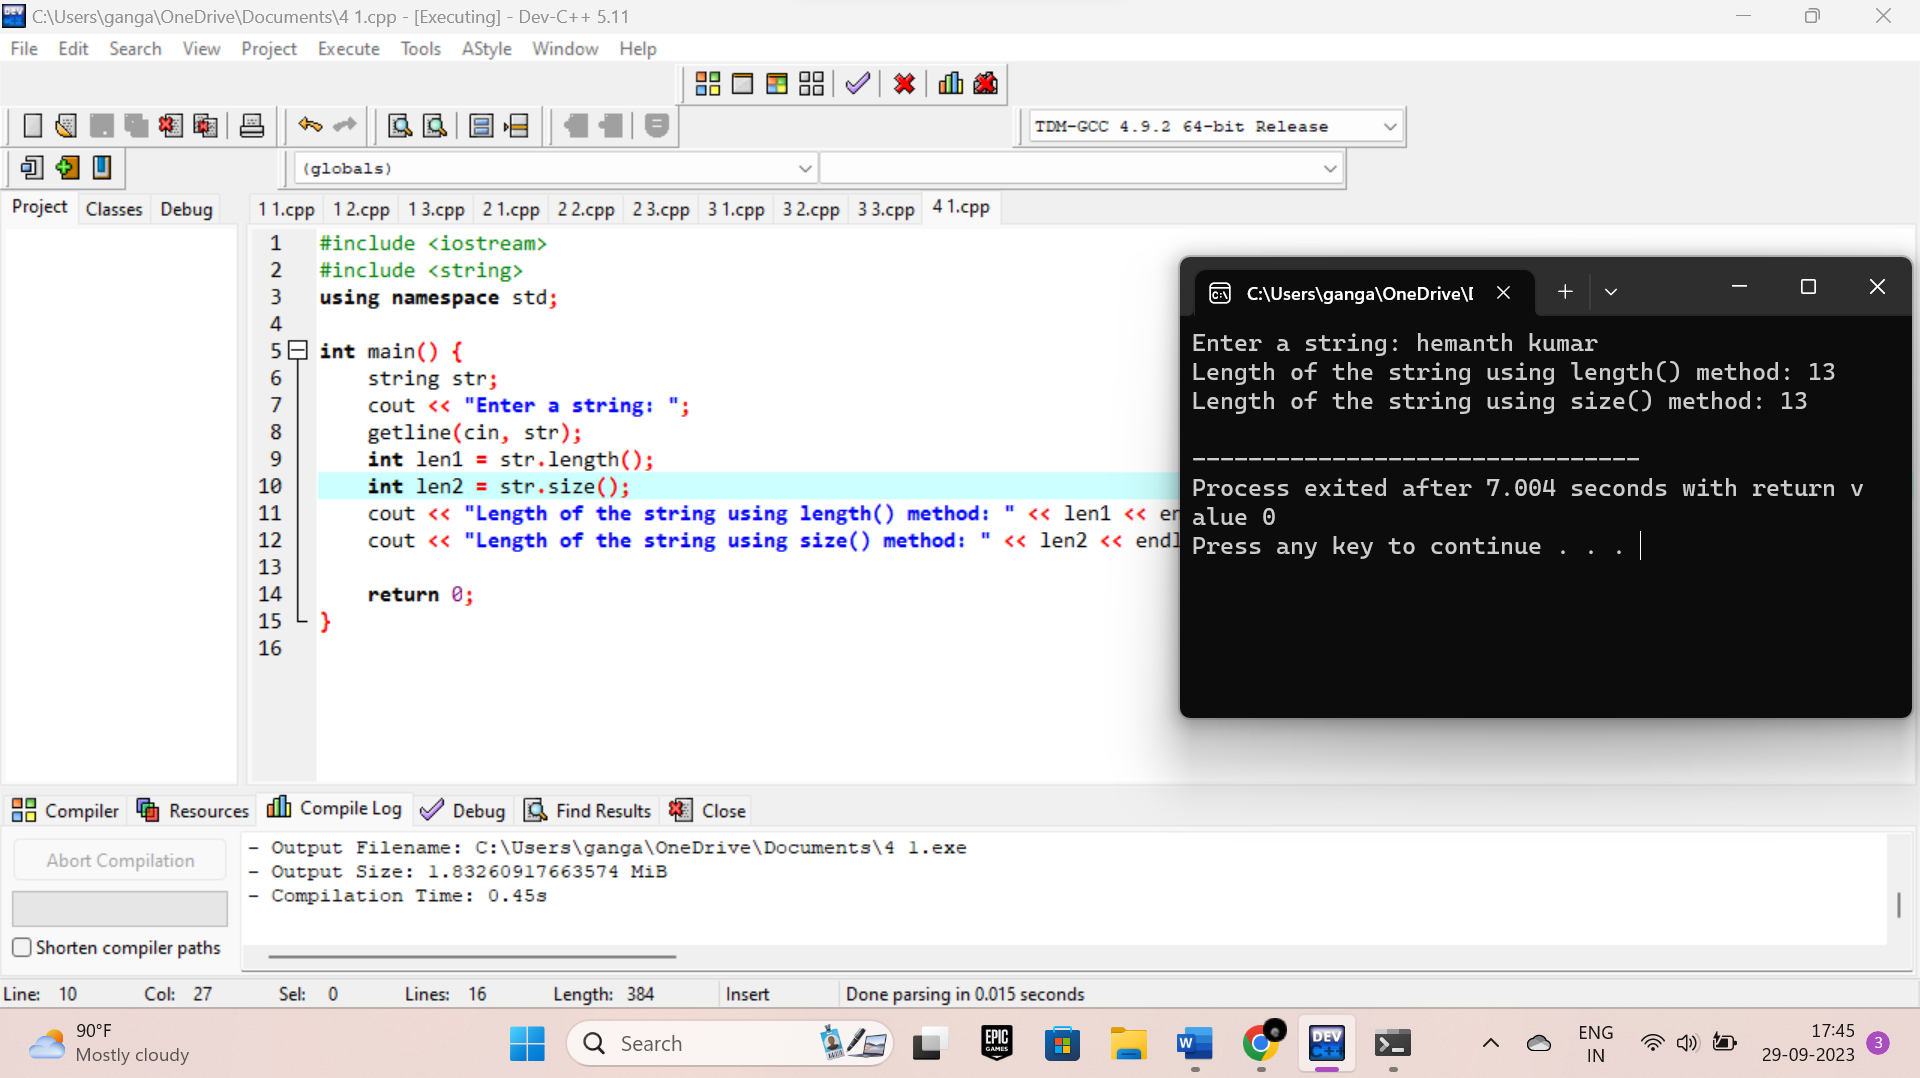 C:\Users\ganga\OneDrive\Documents\4 1.cpp - [Executing] - Dev-C++ 5.11
File Edit Search View Project Execute Tools AStyle Window Help
TDM-GCC 4.9.2 64-bit Release
(globals)
Project Classes Debug
1 1.cpp 1 2.cpp 1 3.cpp 2 1.cpp 2 2.cpp 2 3.cpp 3 1.cpp 3 2.cpp 3 3.cpp 4 1.cpp
1 #include <iostream>
2 #include <string>
3 using namespace std;
4
5 int main() {
6 string str;
7 cout << "Enter a string: ";
8 getline(cin, str);
9 int len1 = str.length();
10 int len2 = str.size();
11 cout << "Length of the string using length() method: " << len1 << en
12 cout << "Length of the string using size() method: " << len2 << endl
13
14 return 0;
15 }
16
C:\Users\ganga\OneDrive\
Enter a string: hemanth kumar
Length of the string using length() method: 13
Length of the string using size() method: 13
--------------------------------
Process exited after 7.004 seconds with return v
alue 0
Press any key to continue . . .
Compiler Resources Compile Log Debug Find Results Close
Abort Compilation
Shorten compiler paths
- Output Filename: C:\Users\ganga\OneDrive\Documents\4 1.exe
- Output Size: 1.83260917663574 MiB
- Compilation Time: 0.45s
Line: 10 Col: 27 Sel: 0 Lines: 16 Length: 384 Insert Done parsing in 0.015 seconds
90°F
Mostly cloudy
Search
EPIC
GAMES
W
DEV
C++
ENG
IN
17:45
29-09-2023
3